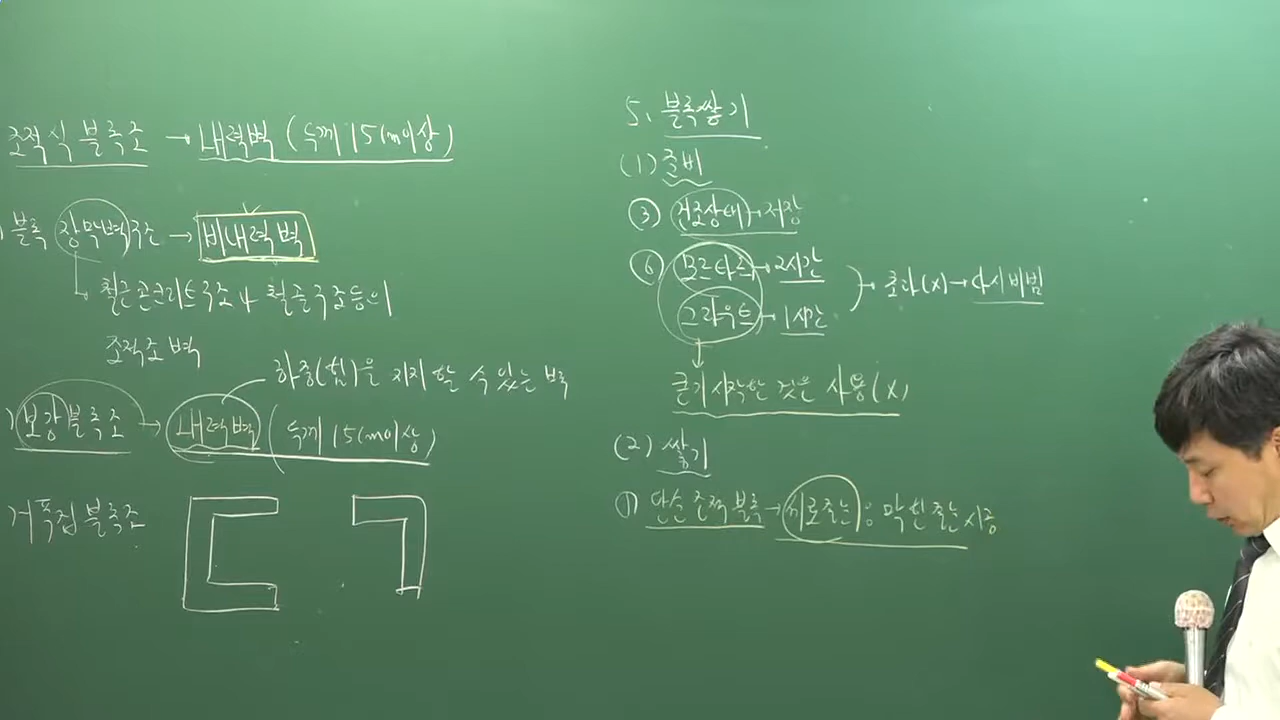 조적식 블록조 → 내력벽 (두께 15cm이상)
블록 장막벽구조 → 비내력벽
철근콘크리트구조나 철골구조등의
조적조 벽
하중(힘)을 지지 할 수 있는 벽
) 보강블록조 → 내력벽 (두께 15cm이상)
) 거푸집 블록조
5. 블록쌓기
(1) 준비
③ 건조상태 → 저장
⑥ 모르타르 → 2시간
그라우트 → 1시간
초과(x) → 다시비빔
굳기 시작한 것은 사용(x)
(2) 쌓기
① 단순 조적 블록 → 세로줄눈은 막힌 줄눈 시공